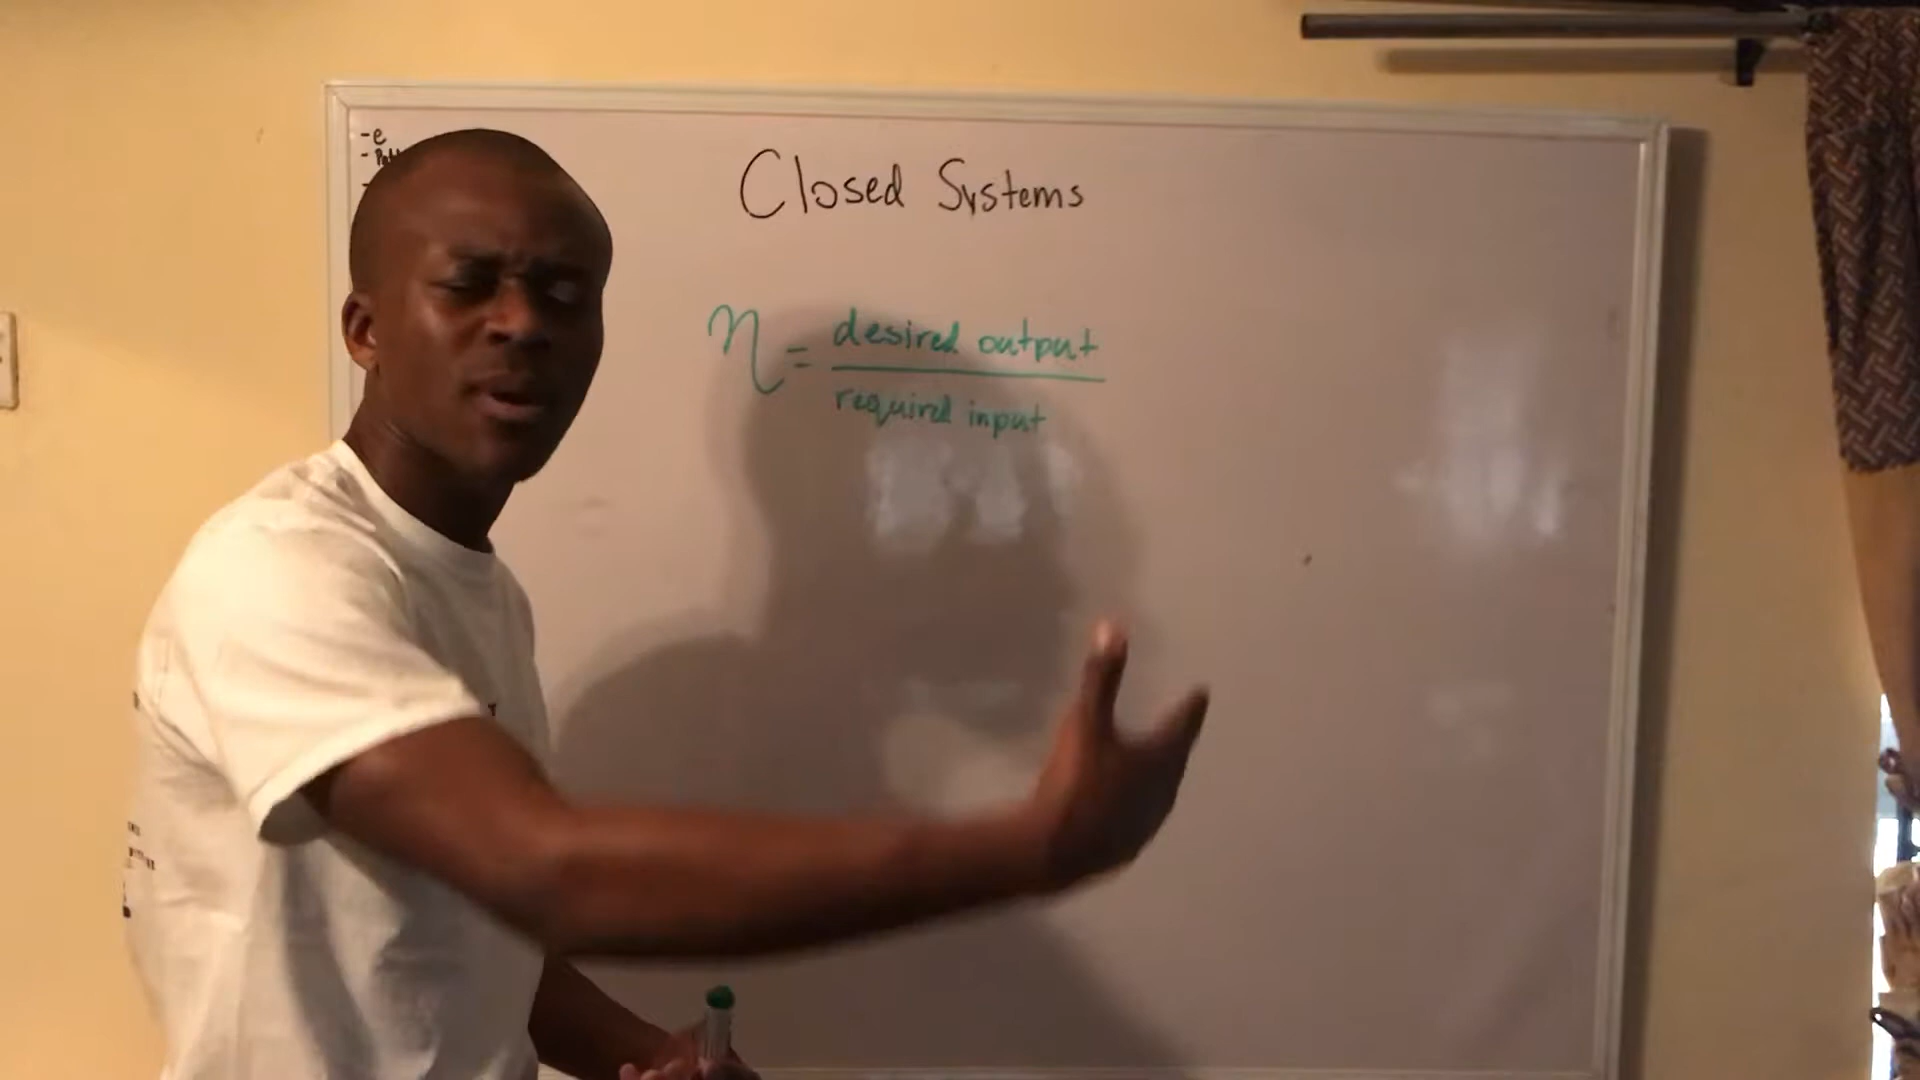 -e
Closed Systems
η = desired output
required input